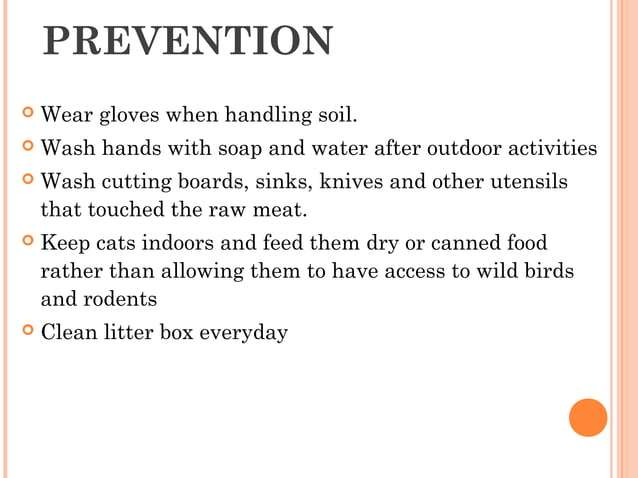 PREVENTION
Wear gloves when handling soil.
Wash hands with soap and water after outdoor activities
Wash cutting boards, sinks, knives and other utensils
that touched the raw meat.
Keep cats indoors and feed them dry or canned food
rather than allowing them to have access to wild birds
and rodents
Clean litter box everyday